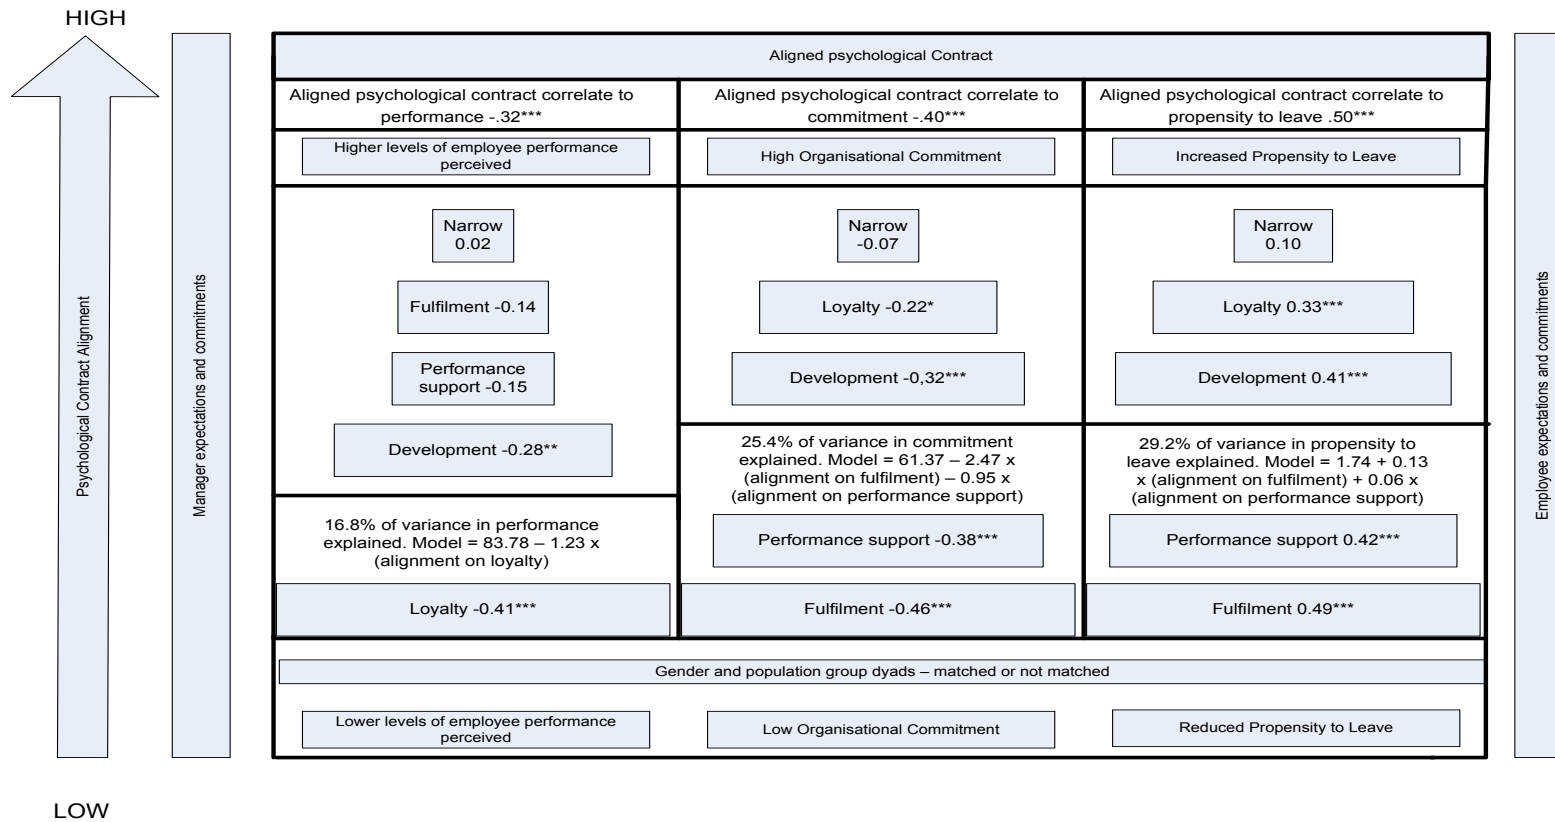 HIGH
Aligned psychological Contract
Aligned psychological contract correlate to
performance -.32***
Aligned psychological contract correlate to
commitment -.40***
Aligned psychological contract correlate to
propensity to leave .50***
Higher levels of employee performance
perceived
High Organisational Commitment
Increased Propensity to Leave
Narrow
0.02
Fulfilment -0.14
Performance
support -0.15
Development -0.28**
16.8% of variance in performance
explained. Model = 83.78 – 1.23 x
(alignment on loyalty)
Loyalty -0.41***
Narrow
-0.07
Loyalty -0.22*
Development -0,32***
25.4% of variance in commitment
explained. Model = 61.37 – 2.47 x
(alignment on fulfilment) – 0.95 x
(alignment on performance support)
Performance support -0.38***
Fulfilment -0.46***
Narrow
0.10
Loyalty 0.33***
Development 0.41***
29.2% of variance in propensity to
leave explained. Model = 1.74 + 0.13
x (alignment on fulfilment) + 0.06 x
(alignment on performance support)
Performance support 0.42***
Fulfilment 0.49***
Gender and population group dyads – matched or not matched
Lower levels of employee performance
perceived
Low Organisational Commitment
Reduced Propensity to Leave
Psychological Contract Alignment
Manager expectations and commitments
Employee expectations and commitments
LOW